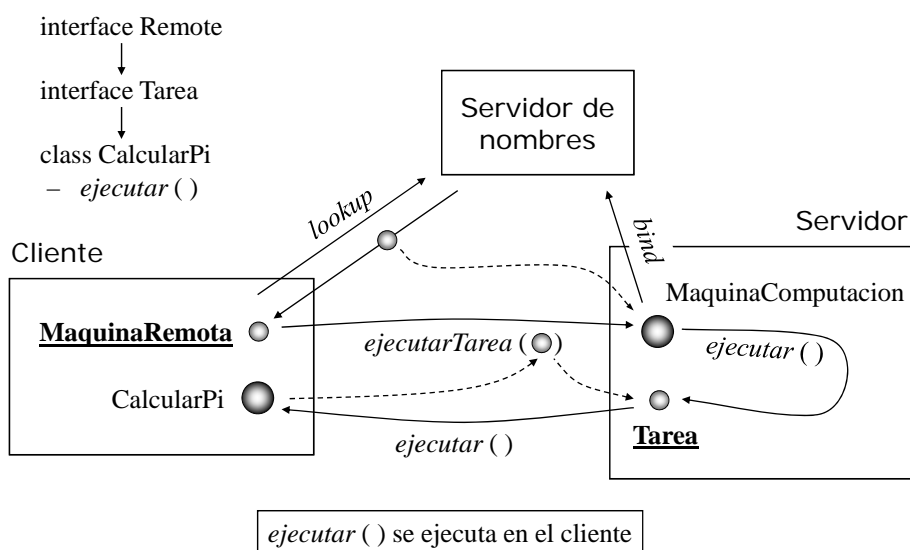 interface Remote
interface Tarea
class CalcularPi
– ejecutar ( )
Servidor de
nombres
lookup
bind
Servidor
Cliente
MaquinaComputacion
MaquinaRemota
ejecutarTarea ( )
ejecutar ( )
CalcularPi
ejecutar ( )
Tarea
ejecutar ( ) se ejecuta en el cliente